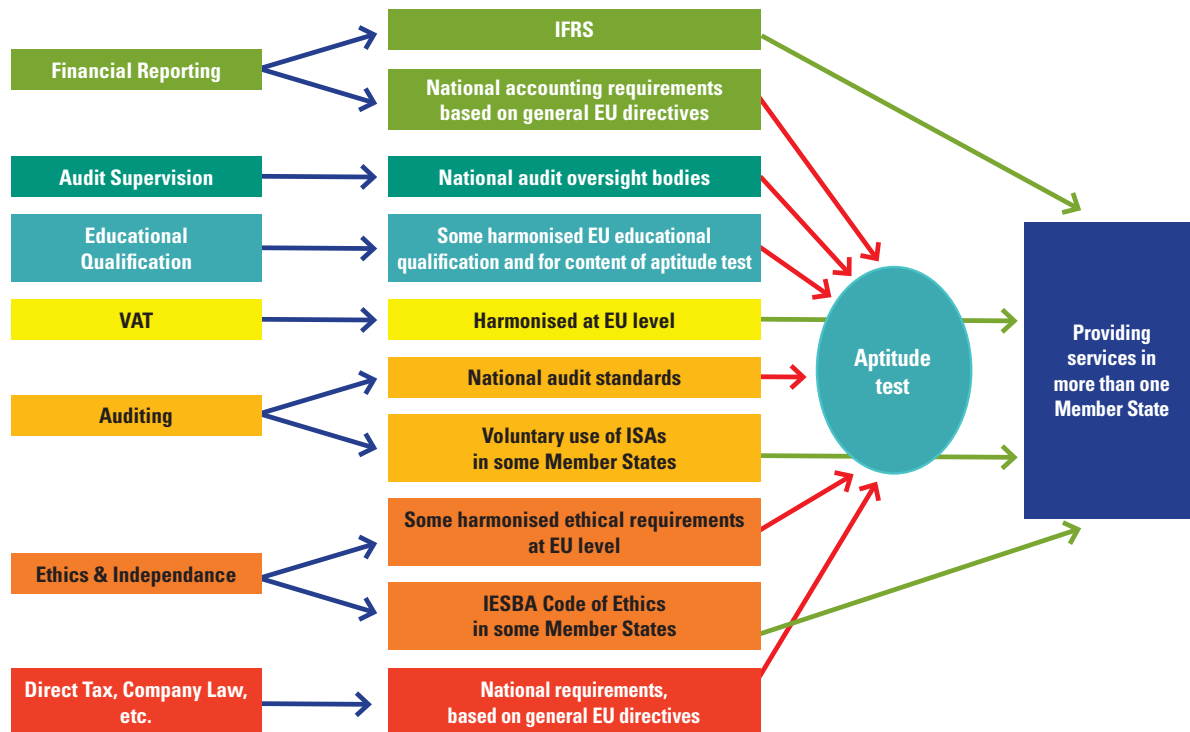 Financial Reporting
IFRS
National accounting requirements
based on general EU directives
Audit Supervision
National audit oversight bodies
Educational
Qualification
Some harmonised EU educational
qualification and for content of aptitude test
VAT
Harmonised at EU level
Auditing
National audit standards
Voluntary use of ISAs
in some Member States
Ethics & Independance
Some harmonised ethical requirements
at EU level
IESBA Code of Ethics
in some Member States
Direct Tax, Company Law,
etc.
National requirements,
based on general EU directives
Aptitude
test
Providing
services in
more than one
Member State